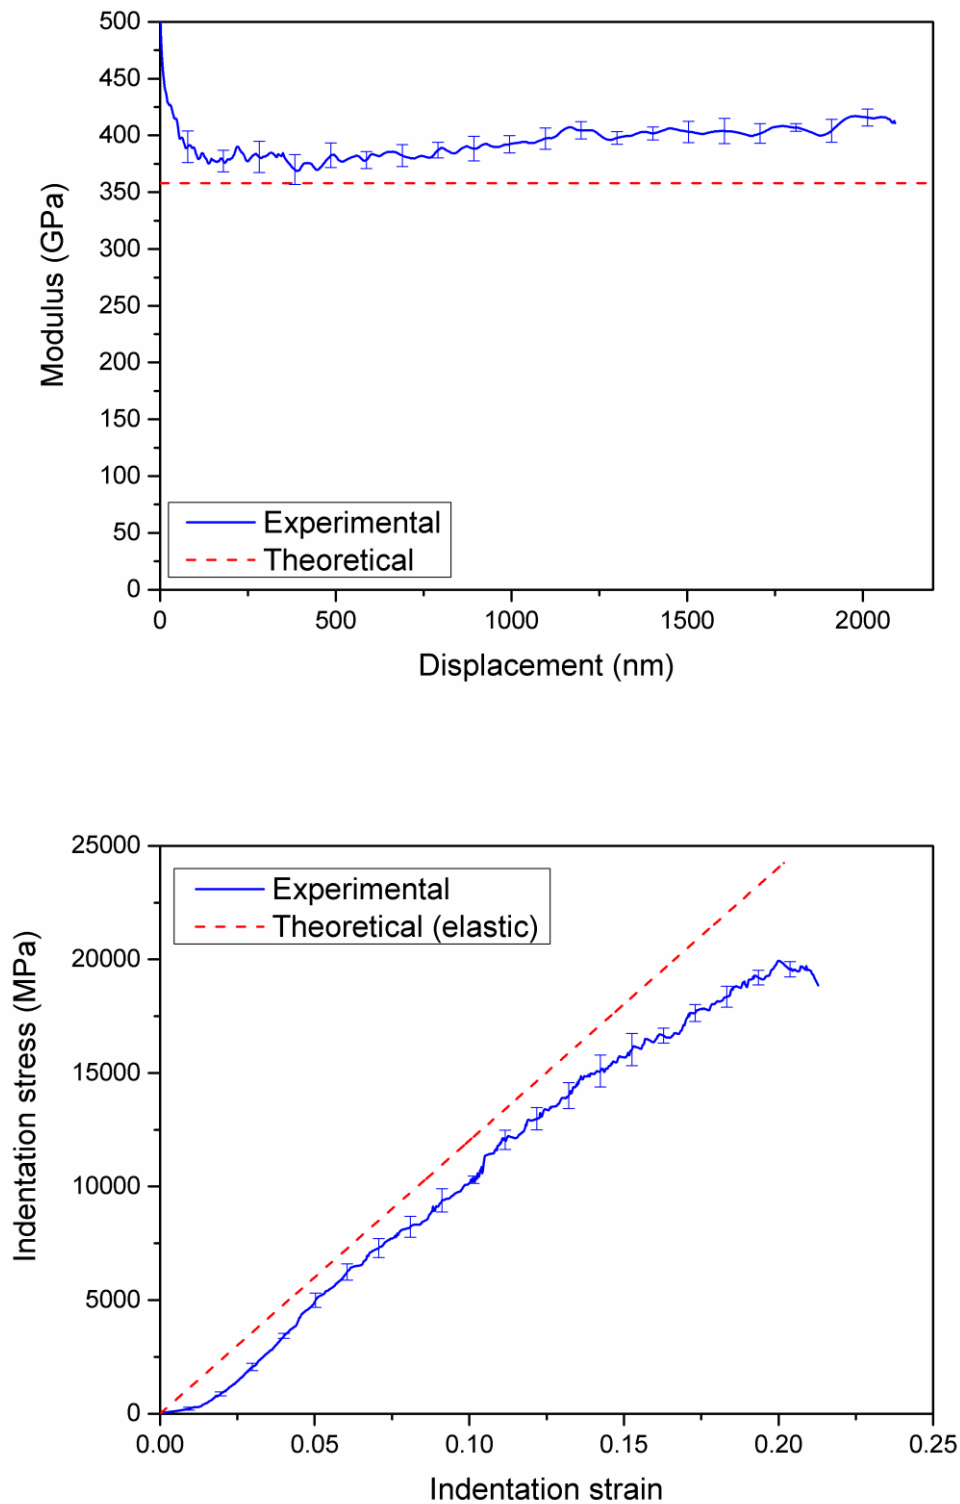 500
450
400
350
300
250
200
150
100
50
0
Modulus (GPa)
Experimental
Theoretical
0 500 1000 1500 2000
Displacement (nm)
25000
20000
15000
10000
5000
0
Indentation stress (MPa)
Experimental
Theoretical (elastic)
0.00 0.05 0.10 0.15 0.20 0.25
Indentation strain